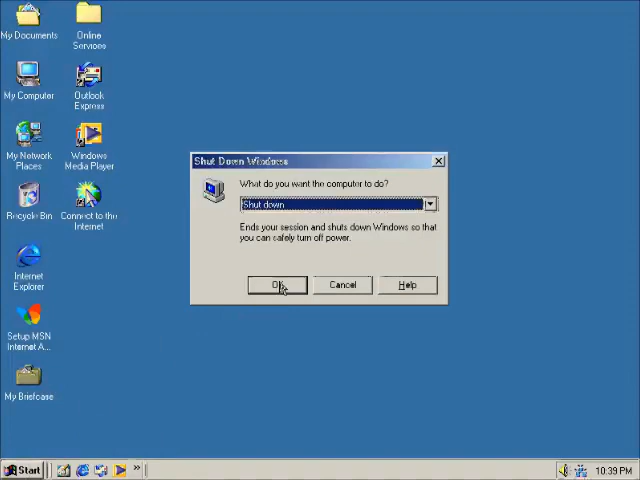 My Documents
Online
Services
My Computer
Outlook
Express
My Network
Places
Windows
Media Player
Recycle Bin
Connect to the
Internet
Internet
Explorer
Setup MSN
Internet A...
My Briefcase
Shut Down Windows
What do you want the computer to do?
Shut down
Ends your session and shuts down Windows so that
you can safely turn off power.
OK
Cancel
Help
Start
10:39 PM